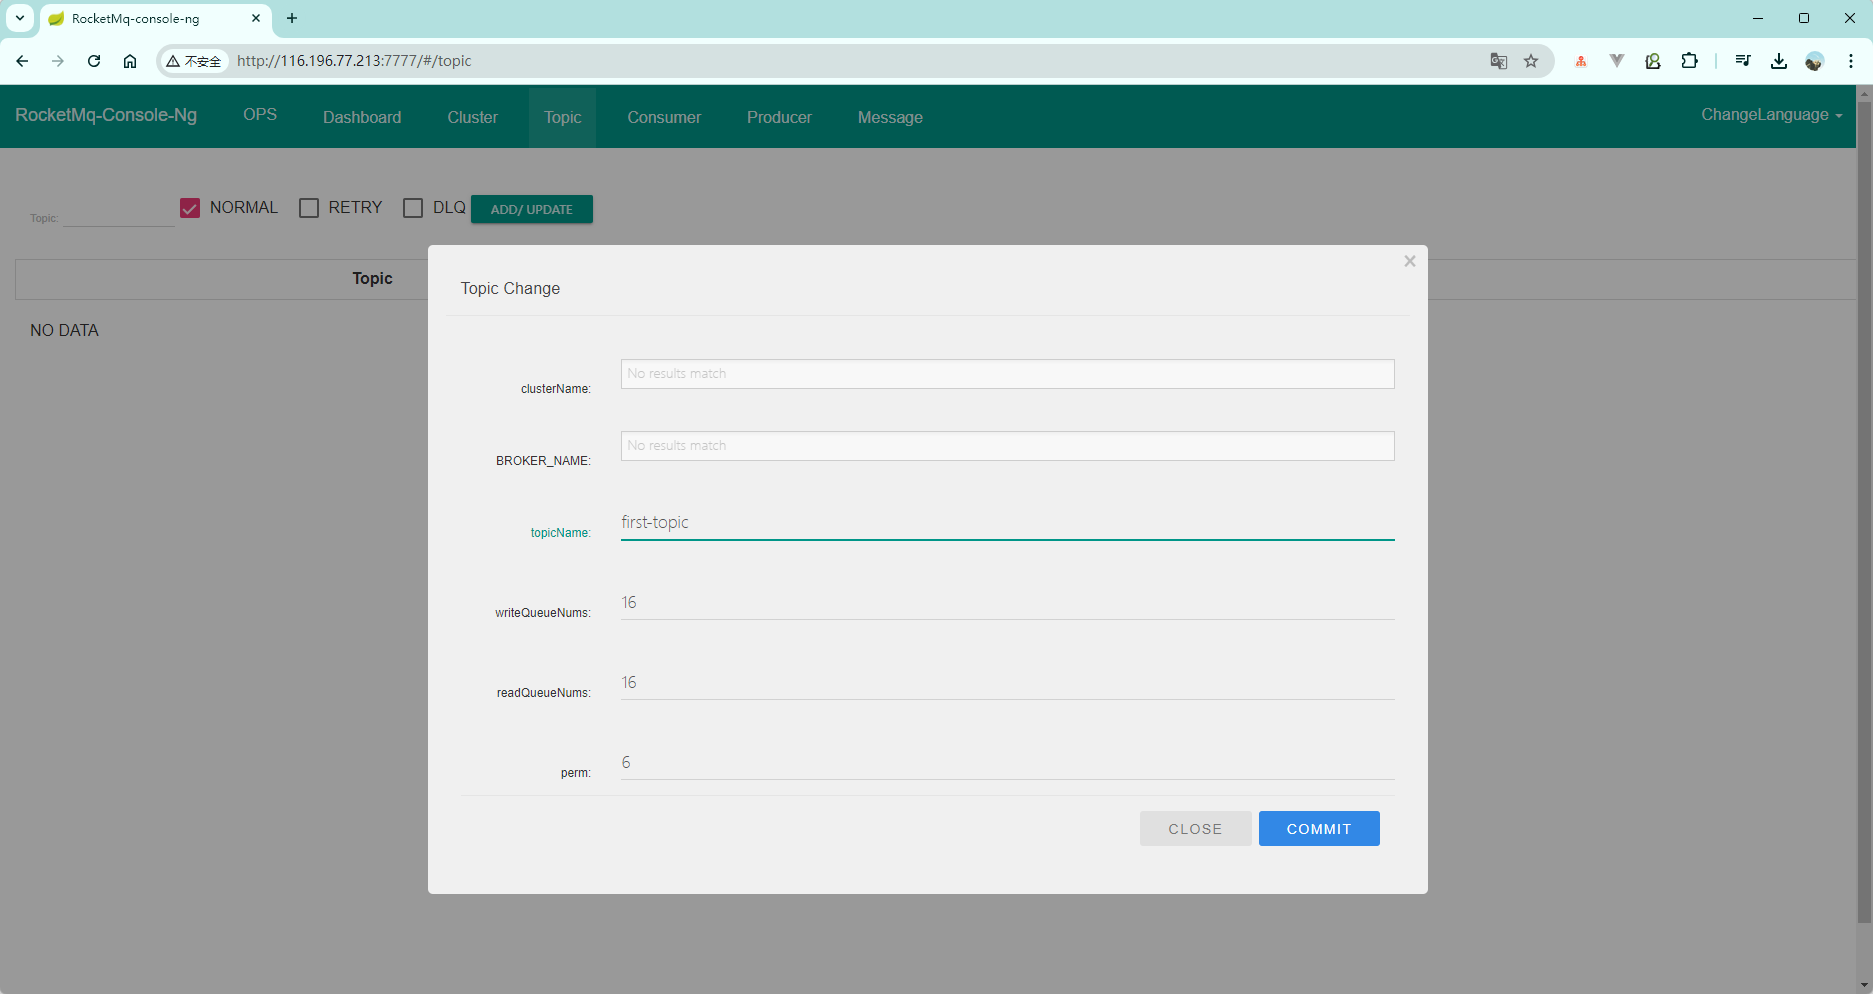 RocketMq-console-ng
不安全
http://116.196.77.213:7777/#/topic
RocketMq-Console-Ng OPS Dashboard Cluster Topic Consumer Producer Message ChangeLanguage
Topic: NORMAL RETRY DLQ ADD/ UPDATE
Topic
NO DATA
×
Topic Change
clusterName: No results match
BROKER_NAME: No results match
topicName: first-topic
writeQueueNums: 16
readQueueNums: 16
perm: 6
CLOSE COMMIT